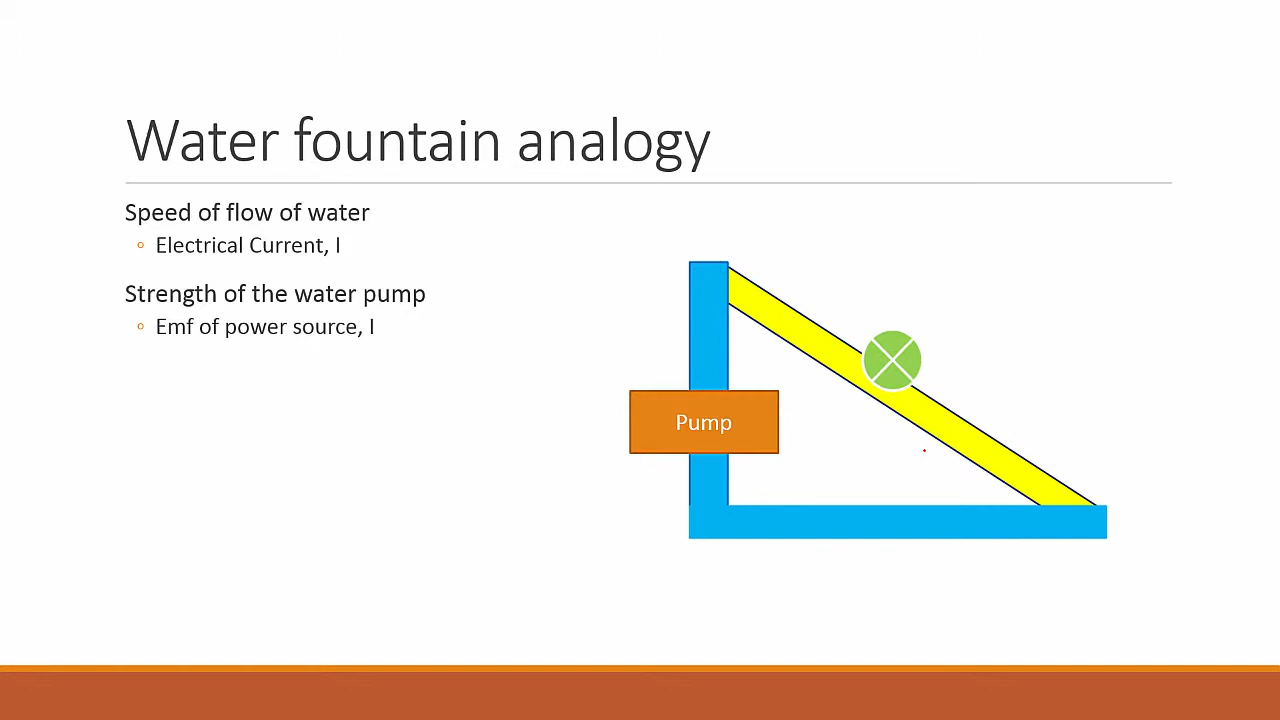 Water fountain analogy
Speed of flow of water
◦ Electrical Current, I
Strength of the water pump
◦ Emf of power source, I
Pump